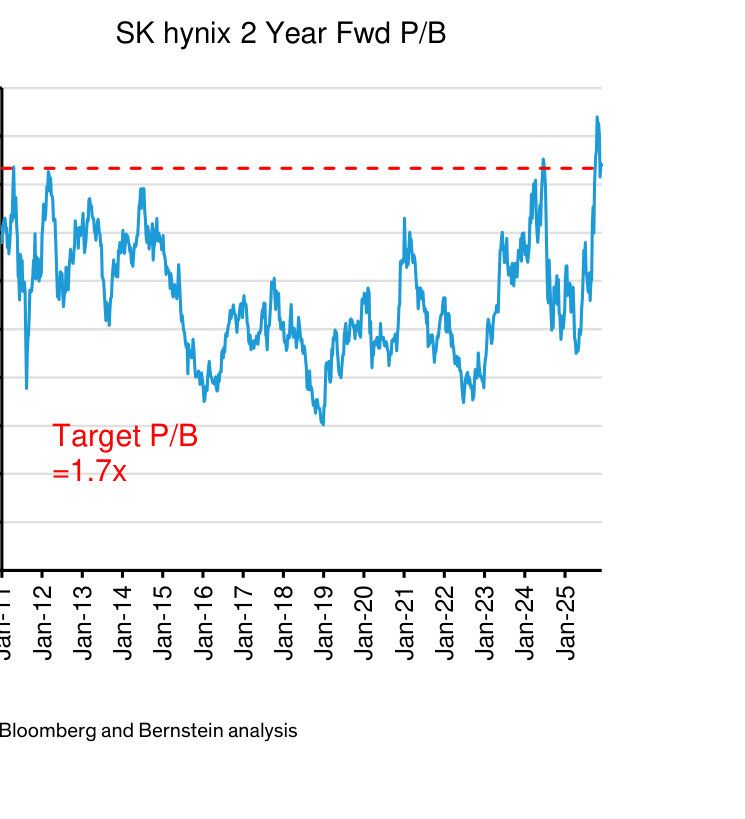 SK hynix 2 Year Fwd P/B
Target P/B
=1.7x
Jan-11
Jan-12
Jan-13
Jan-14
Jan-15
Jan-16
Jan-17
Jan-18
Jan-19
Jan-20
Jan-21
Jan-22
Jan-23
Jan-24
Jan-25
Bloomberg and Bernstein analysis